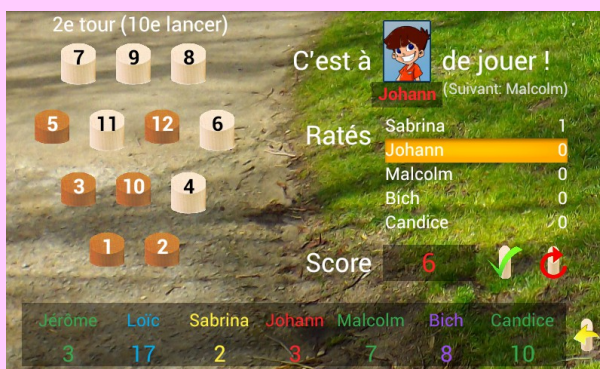 2e tour (10e lancer)
7 9 8
5 11 12 6
3 10 4
1 2
C'est à Johann de jouer !
(Suivant: Malcolm)
Ratés
Sabrina 1
Johann 0
Malcolm 0
Bich 0
Candice 0
Score 6
Jerôme Loïc Sabrina Johann Malcolm Bich Candice
3 17 2 3 7 8 10